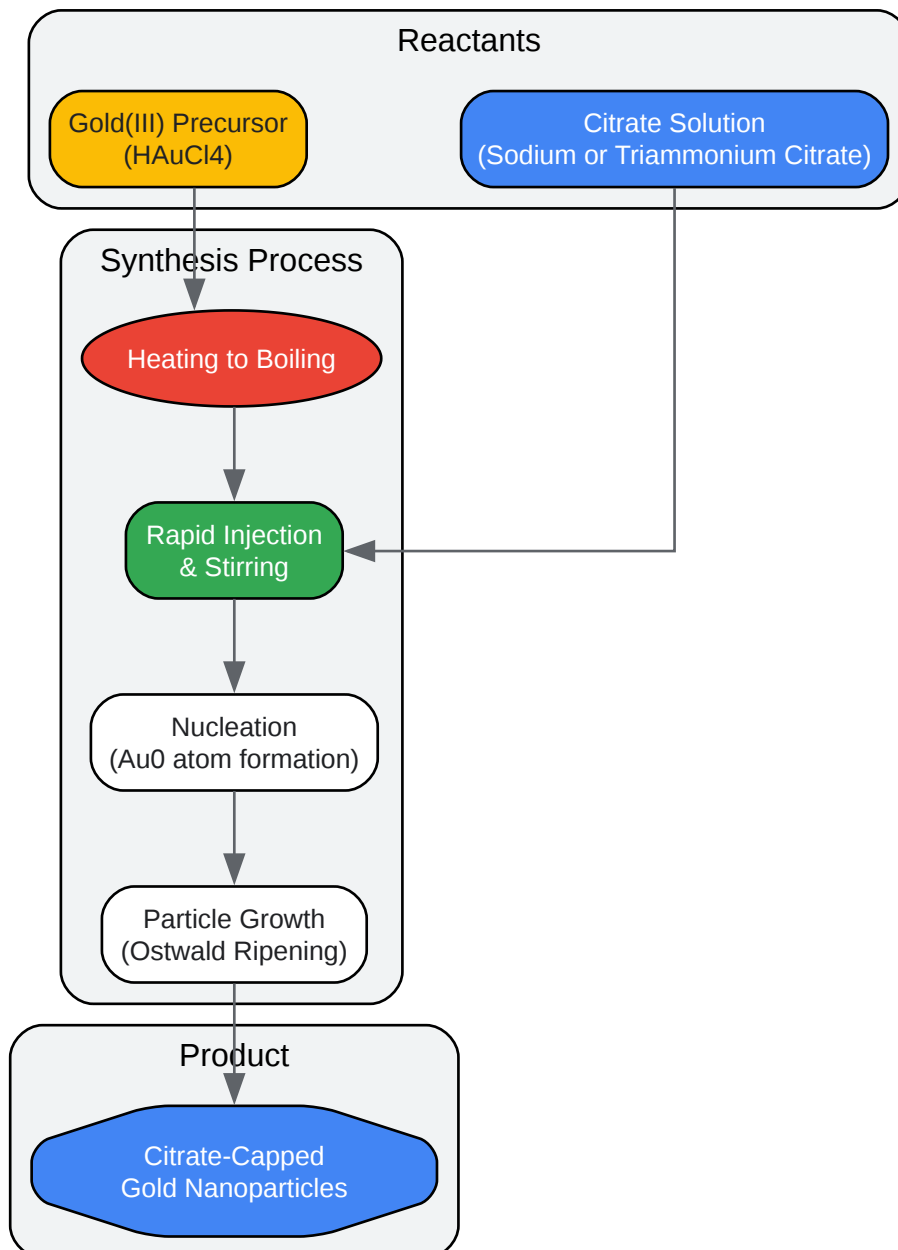 Reactants
Gold(III) Precursor
(HAuCl4)
Citrate Solution
(Sodium or Triammonium Citrate)
Synthesis Process
Heating to Boiling
Rapid Injection
& Stirring
Nucleation
(Au0 atom formation)
Particle Growth
(Ostwald Ripening)
Product
Citrate-Capped
Gold Nanoparticles